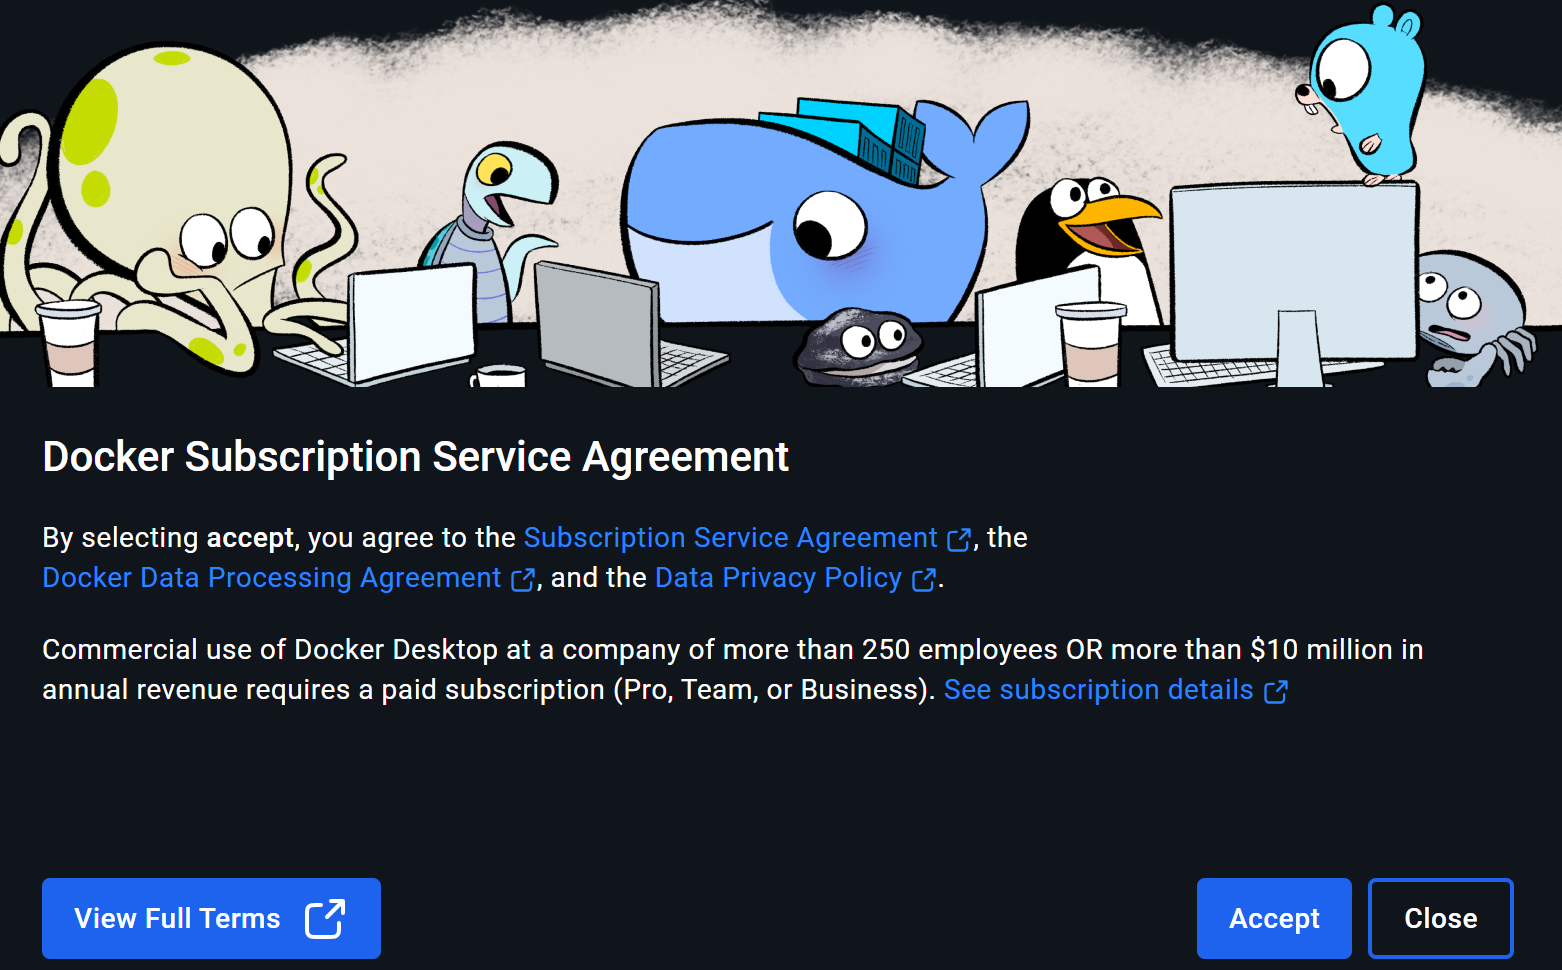 Docker Subscription Service Agreement
By selecting accept, you agree to the Subscription Service Agreement, the
Docker Data Processing Agreement, and the Data Privacy Policy.
Commercial use of Docker Desktop at a company of more than 250 employees OR more than $10 million in
annual revenue requires a paid subscription (Pro, Team, or Business). See subscription details
View Full Terms
Accept
Close